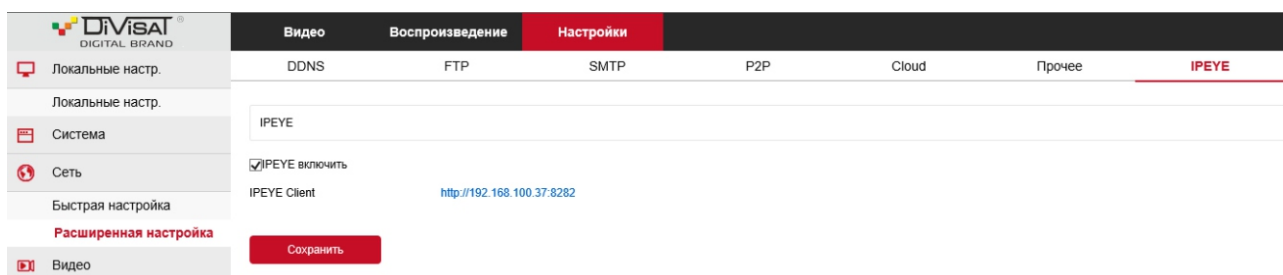 DiViSAT ®
DIGITAL BRAND
Видео Воспроизведение Настройки
Локальные настр.
DDNS FTP SMTP P2P Cloud Прочее IPEYE
Локальные настр.
IPEYE
Система
IPEYE включить
Сеть
IPEYE Client http://192.168.100.37:8282
Быстрая настройка
Расширенная настройка
Сохранить
Видео